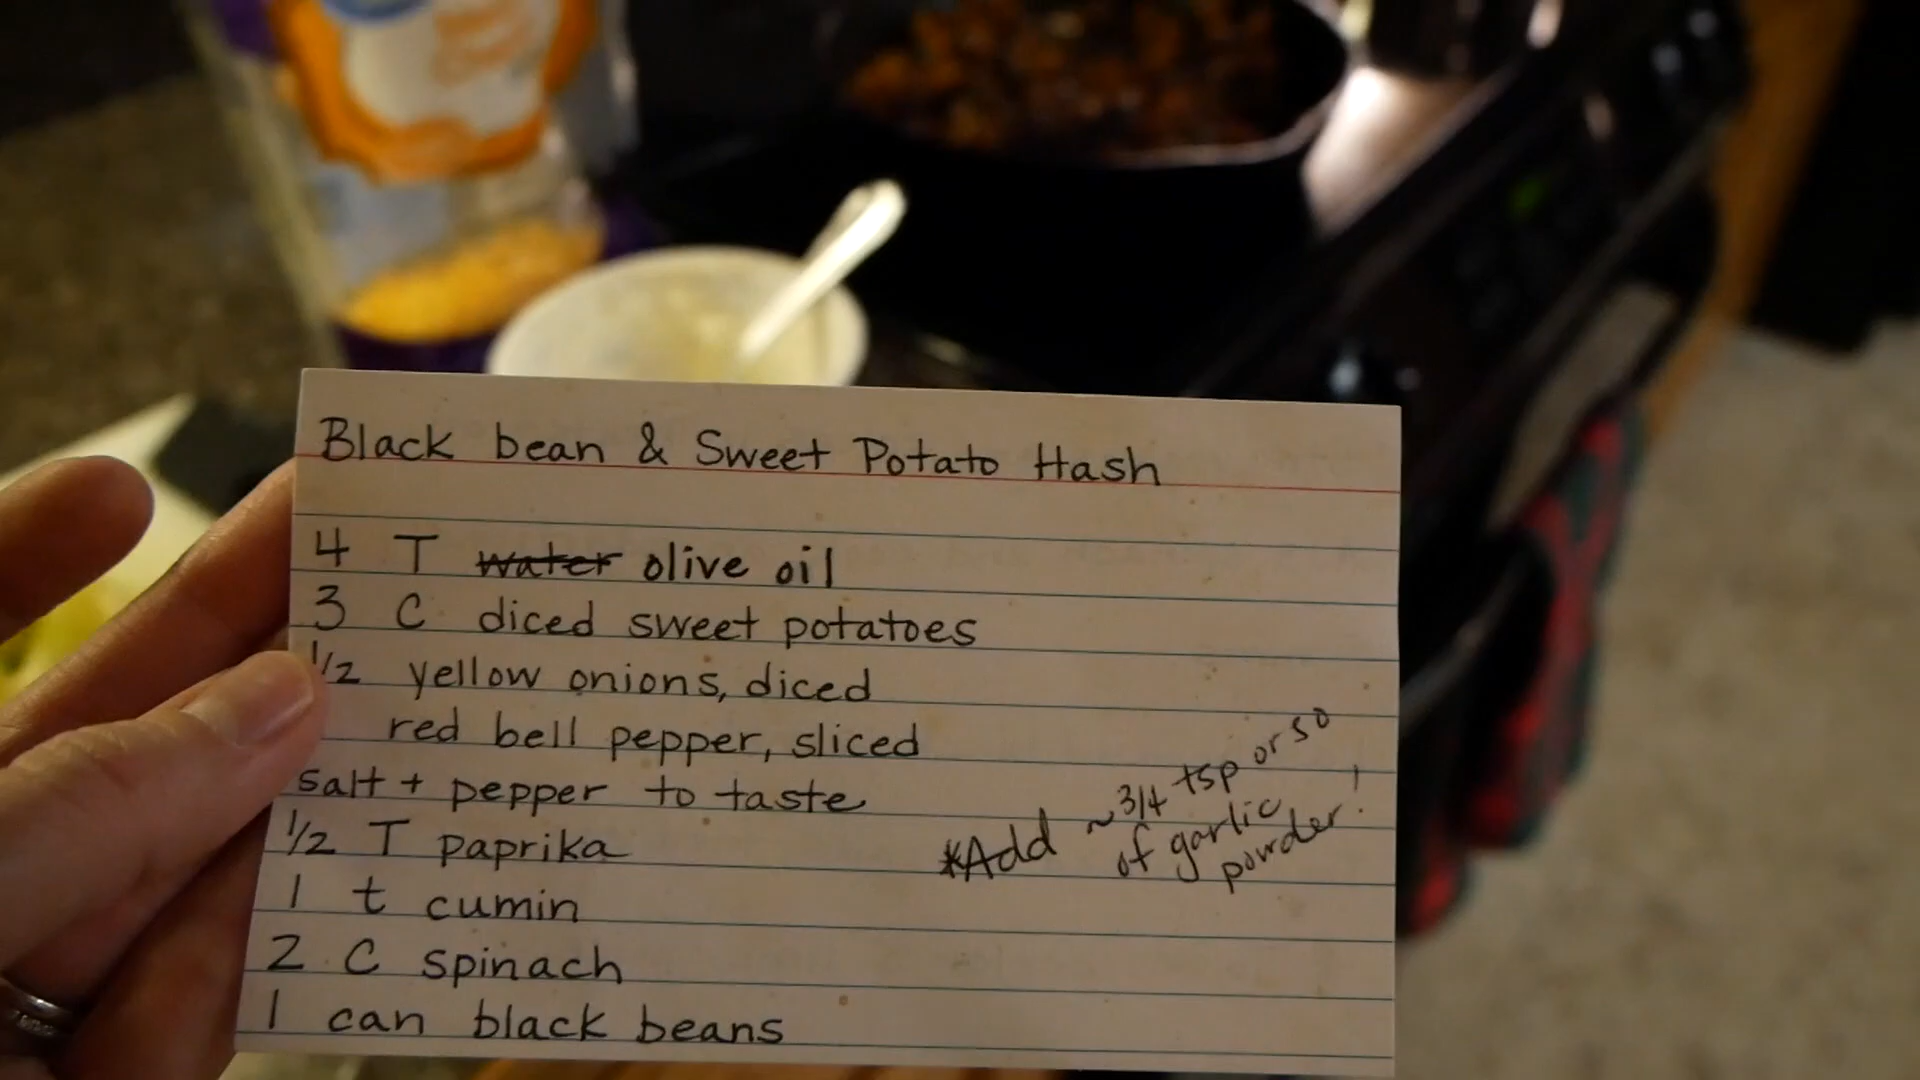 Black bean & Sweet Potato Hash
4 T water olive oil
3 C diced sweet potatoes
1/2 yellow onions, diced
red bell pepper, sliced
salt + pepper to taste
1/2 T paprika
1 t cumin
2 C spinach
1 can black beans
*Add ~3/4 tsp or so
of garlic
powder!